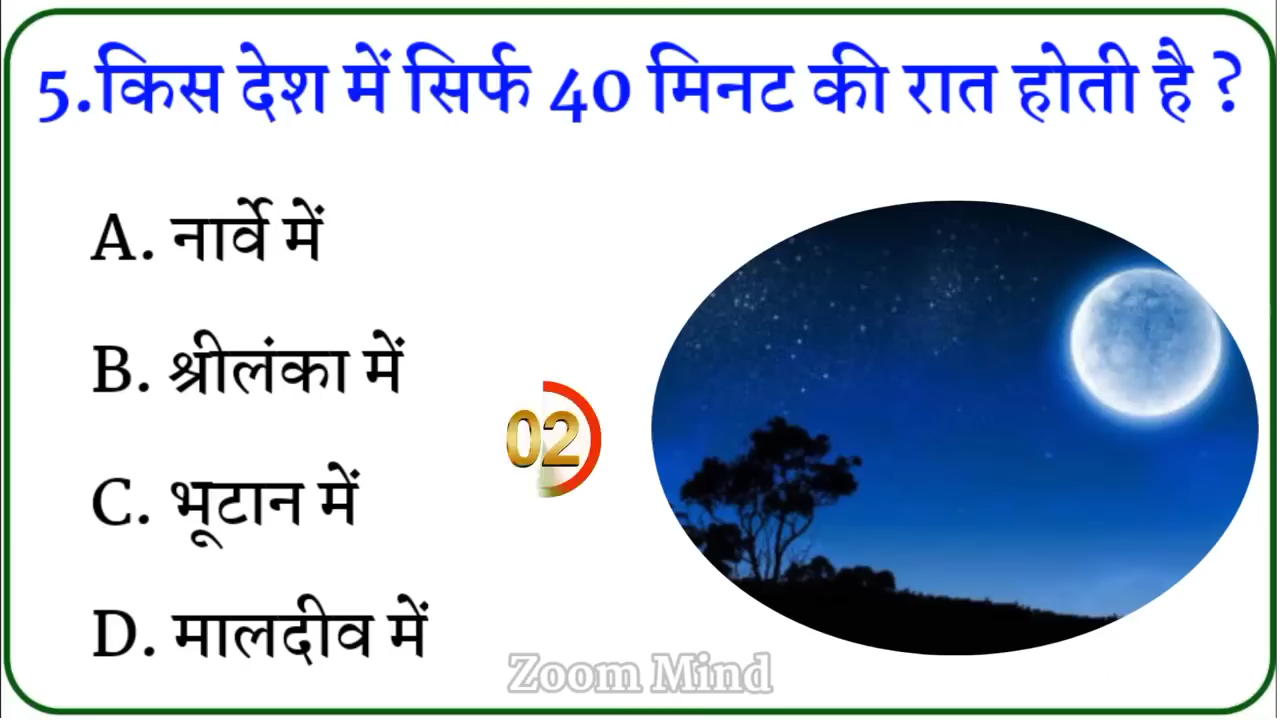 5.किस देश में सिर्फ 40 मिनट की रात होती है ?
A. नार्वे में
B. श्रीलंका में
02
C. भूटान में
D. मालदीव में
Zoom Mind